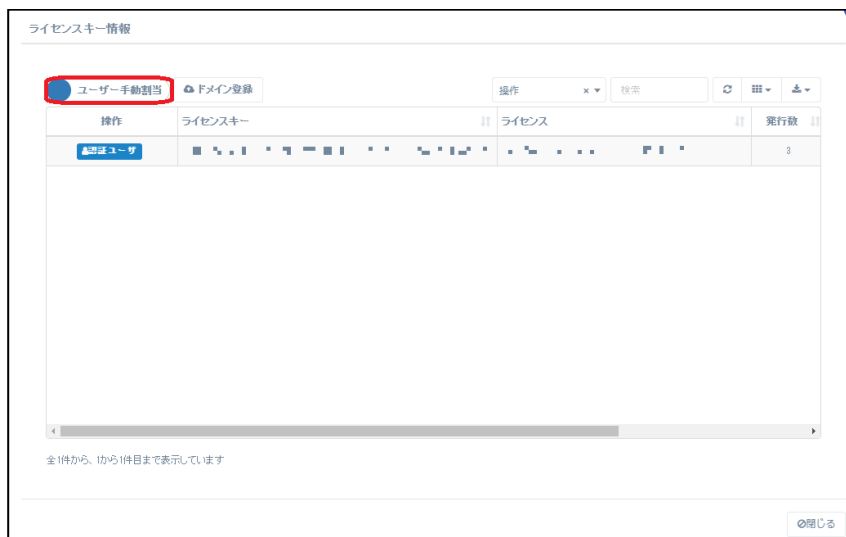 ライセンスキー情報
ユーザー手動割当 ドメイン登録 操作 検索
操作 ライセンスキー ライセンス 発行数
認証ユーザ 3
全1件から、1から1件目まで表示しています
閉じる